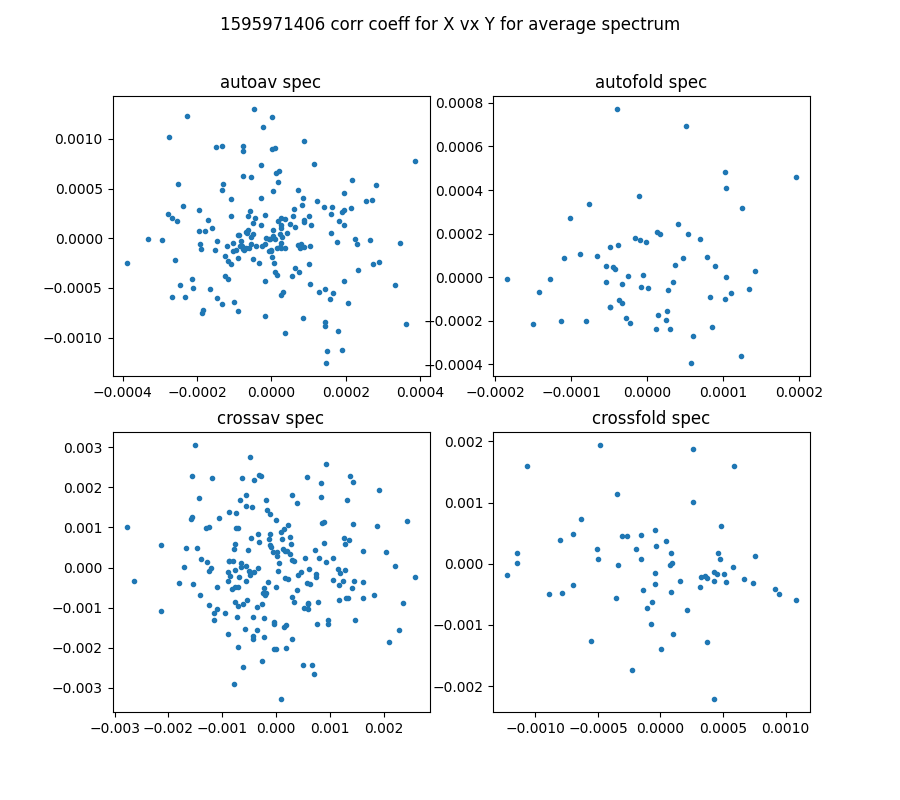 1595971406 corr coeff for X vx Y for average spectrum
autoav spec
autofold spec
0.0010
0.0005
0.0000
−0.0005
−0.0010
−0.0004 −0.0002 0.0000 0.0002 0.0004
0.0008
0.0006
0.0004
0.0002
0.0000
−0.0002
−0.0004
−0.0002 −0.0001 0.0000 0.0001 0.0002
crossav spec
crossfold spec
0.003
0.002
0.001
0.000
−0.001
−0.002
−0.003
−0.003 −0.002 −0.001 0.000 0.001 0.002
0.002
0.001
0.000
−0.001
−0.002
−0.0010 −0.0005 0.0000 0.0005 0.0010